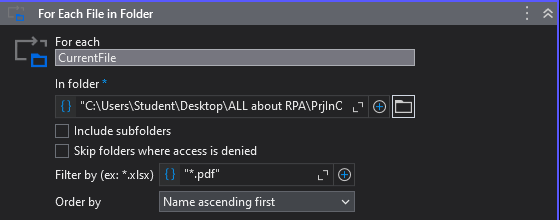 For Each File in Folder
For each
CurrentFile
In folder *
"C:\Users\Student\Desktop\ALL about RPA\PrjInC
Include subfolders
Skip folders where access is denied
Filter by (ex: *.xlsx) "*.pdf"
Order by Name ascending first